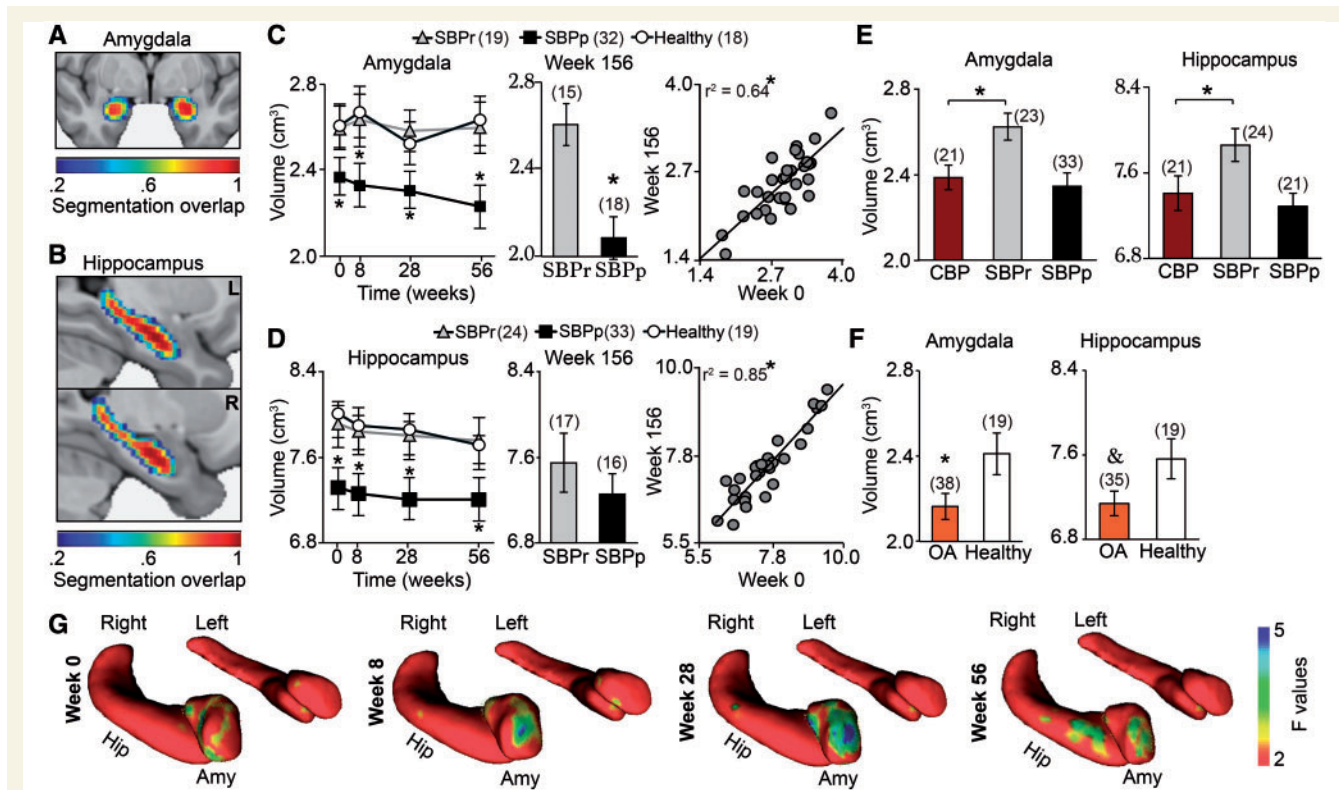 A
Amygdala
.2 .6 1
Segmentation overlap
B
Hippocampus
L
R
.2 .6 1
Segmentation overlap
C
SBPr (19) SBPp (32) Healthy (18)
Amygdala
Volume (cm³)
2.8
2.4
2.0
* * * *
0 8 28 56
Time (weeks)
Week 156
2.8
2.4
2.0
(15)
*
(18)
SBPr SBPp
r² = 0.64*
Week 156
4.0
2.7
1.4
1.4 2.7 4.0
Week 0
D
SBPr(24) SBPp(33) Healthy (19)
Hippocampus
Volume (cm³)
8.4
7.6
6.8
* * * *
0 8 28 56
Time (weeks)
Week 156
8.4
7.6
6.8
(17)
(16)
SBPr SBPp
r² = 0.85*
Week 156
10.0
7.8
5.5
5.5 7.8 10.0
Week 0
E
Amygdala
Volume (cm³)
2.8
2.4
2.0
*
(21) (23) (33)
CBP SBPr SBPp
Hippocampus
8.4
7.6
6.8
*
(21) (24) (21)
CBP SBPr SBPp
F
Amygdala
Volume (cm³)
2.8
2.4
2.0
*
(38) (19)
OA Healthy
Hippocampus
8.4
7.6
6.8
&
(35) (19)
OA Healthy
G
Week 0
Right Left
Hip
Amy
Week 8
Right Left
Hip
Amy
Week 28
Right Left
Hip
Amy
Week 56
Right Left
Hip
Amy
5
F values
2